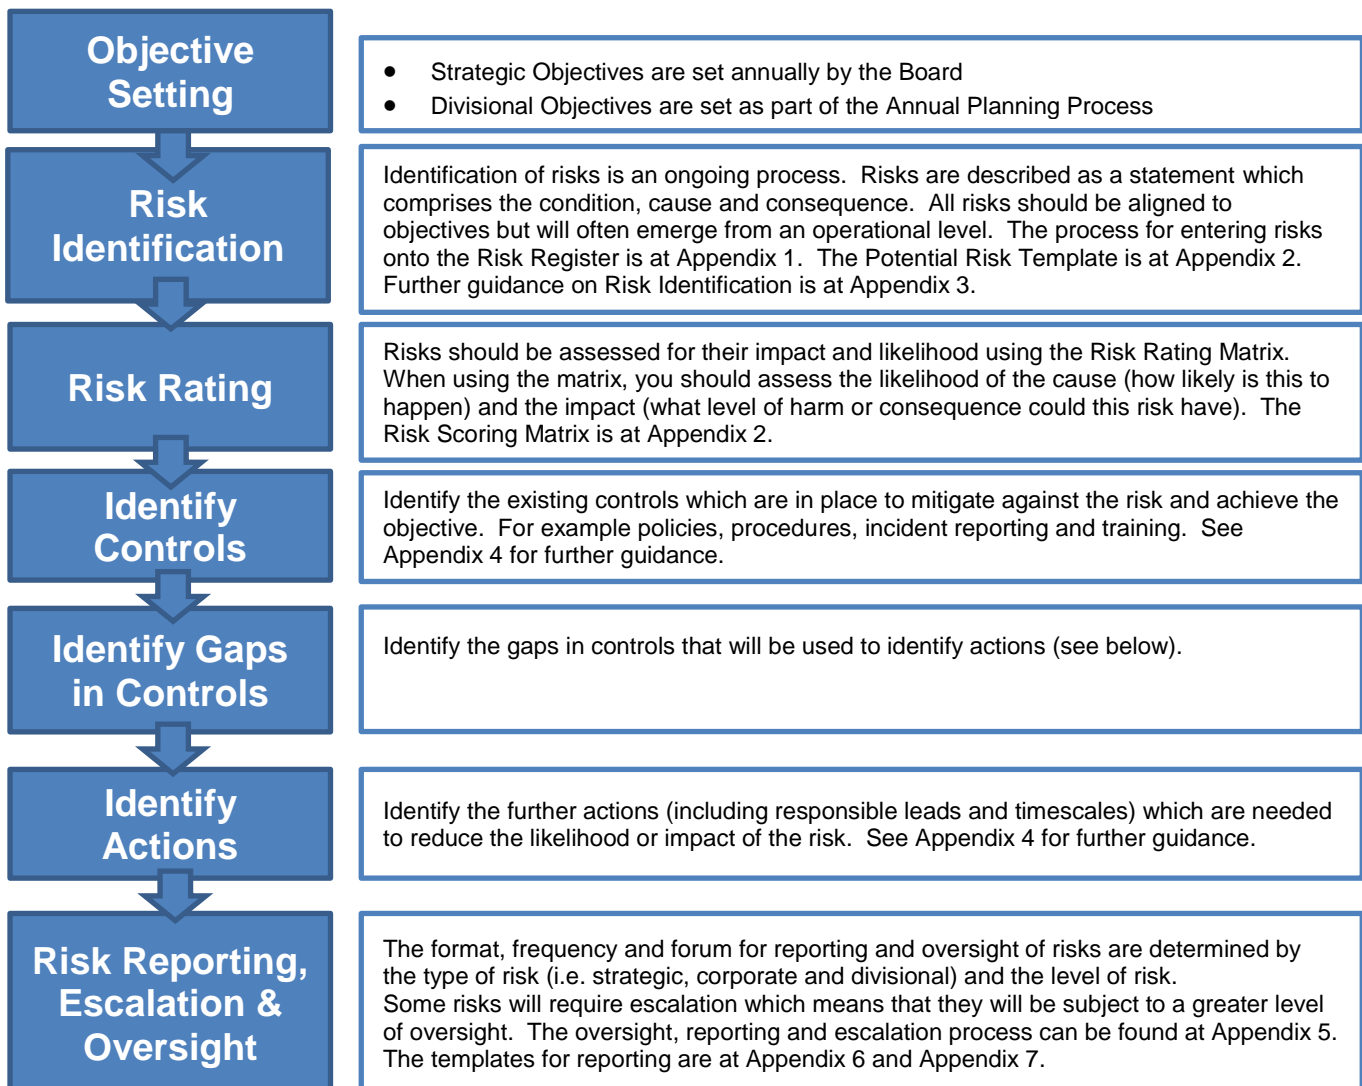 Objective
Setting
• Strategic Objectives are set annually by the Board
• Divisional Objectives are set as part of the Annual Planning Process
Risk
Identification
Identification of risks is an ongoing process. Risks are described as a statement which
comprises the condition, cause and consequence. All risks should be aligned to
objectives but will often emerge from an operational level. The process for entering risks
onto the Risk Register is at Appendix 1. The Potential Risk Template is at Appendix 2.
Further guidance on Risk Identification is at Appendix 3.
Risk Rating
Risks should be assessed for their impact and likelihood using the Risk Rating Matrix.
When using the matrix, you should assess the likelihood of the cause (how likely is this to
happen) and the impact (what level of harm or consequence could this risk have). The
Risk Scoring Matrix is at Appendix 2.
Identify
Controls
Identify the existing controls which are in place to mitigate against the risk and achieve the
objective. For example policies, procedures, incident reporting and training. See
Appendix 4 for further guidance.
Identify Gaps
in Controls
Identify the gaps in controls that will be used to identify actions (see below).
Identify
Actions
Identify the further actions (including responsible leads and timescales) which are needed
to reduce the likelihood or impact of the risk. See Appendix 4 for further guidance.
Risk Reporting,
Escalation &
Oversight
The format, frequency and forum for reporting and oversight of risks are determined by
the type of risk (i.e. strategic, corporate and divisional) and the level of risk.
Some risks will require escalation which means that they will be subject to a greater level
of oversight. The oversight, reporting and escalation process can be found at Appendix 5.
The templates for reporting are at Appendix 6 and Appendix 7.